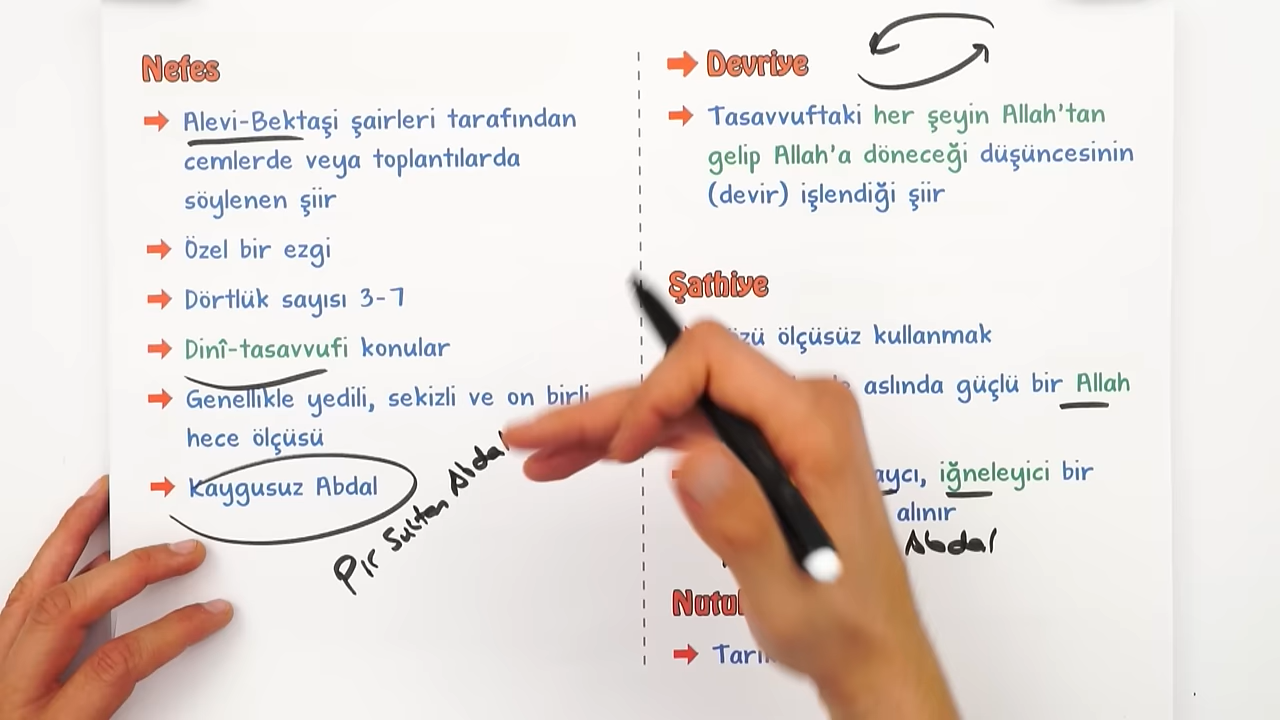 Nefes
Alevi-Bektaşi şairleri tarafından
cemlerde veya toplantılarda
söylenen şiir
Özel bir ezgi
Dörtlük sayısı 3-7
Dinî-tasavvufi konular
Genellikle yedili, sekizli ve on birli
hece ölçüsü
Kaygusuz Abdal
Pir Sultan Abdal
Devriye
Tasavvuftaki her şeyin Allah'tan
gelip Allah'a döneceği düşüncesinin
(devir) işlendiği şiir
Şathiye
ölçüsüz kullanmak
aslında güçlü bir Allah
iğneleyici bir
alınır
Abdal